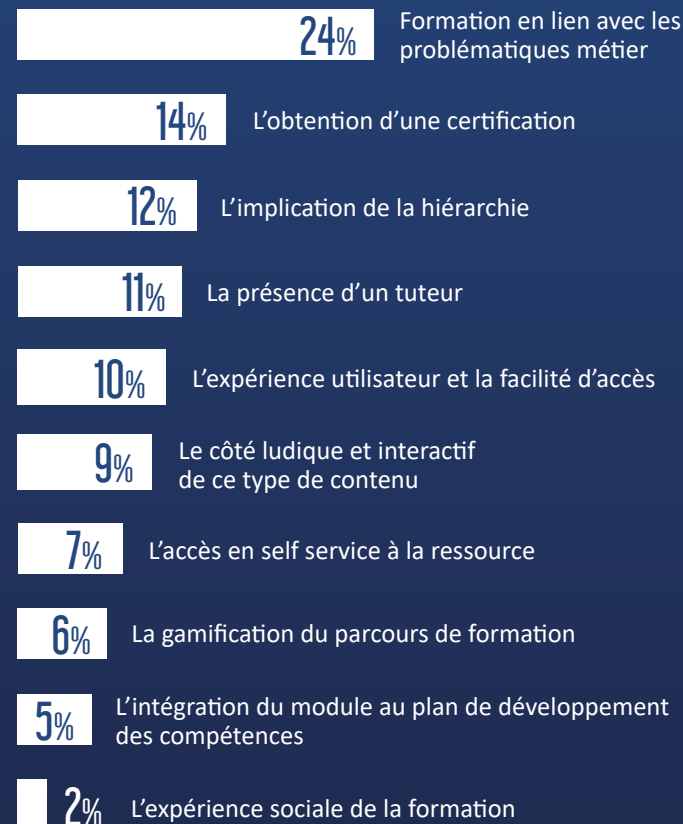 24% Formation en lien avec les
problématiques métier
14% L’obtention d’une certification
12% L’implication de la hiérarchie
11% La présence d’un tuteur
10% L’expérience utilisateur et la facilité d’accès
9% Le côté ludique et interactif
de ce type de contenu
7% L’accès en self service à la ressource
6% La gamification du parcours de formation
5% L’intégration du module au plan de développement
des compétences
2% L’expérience sociale de la formation